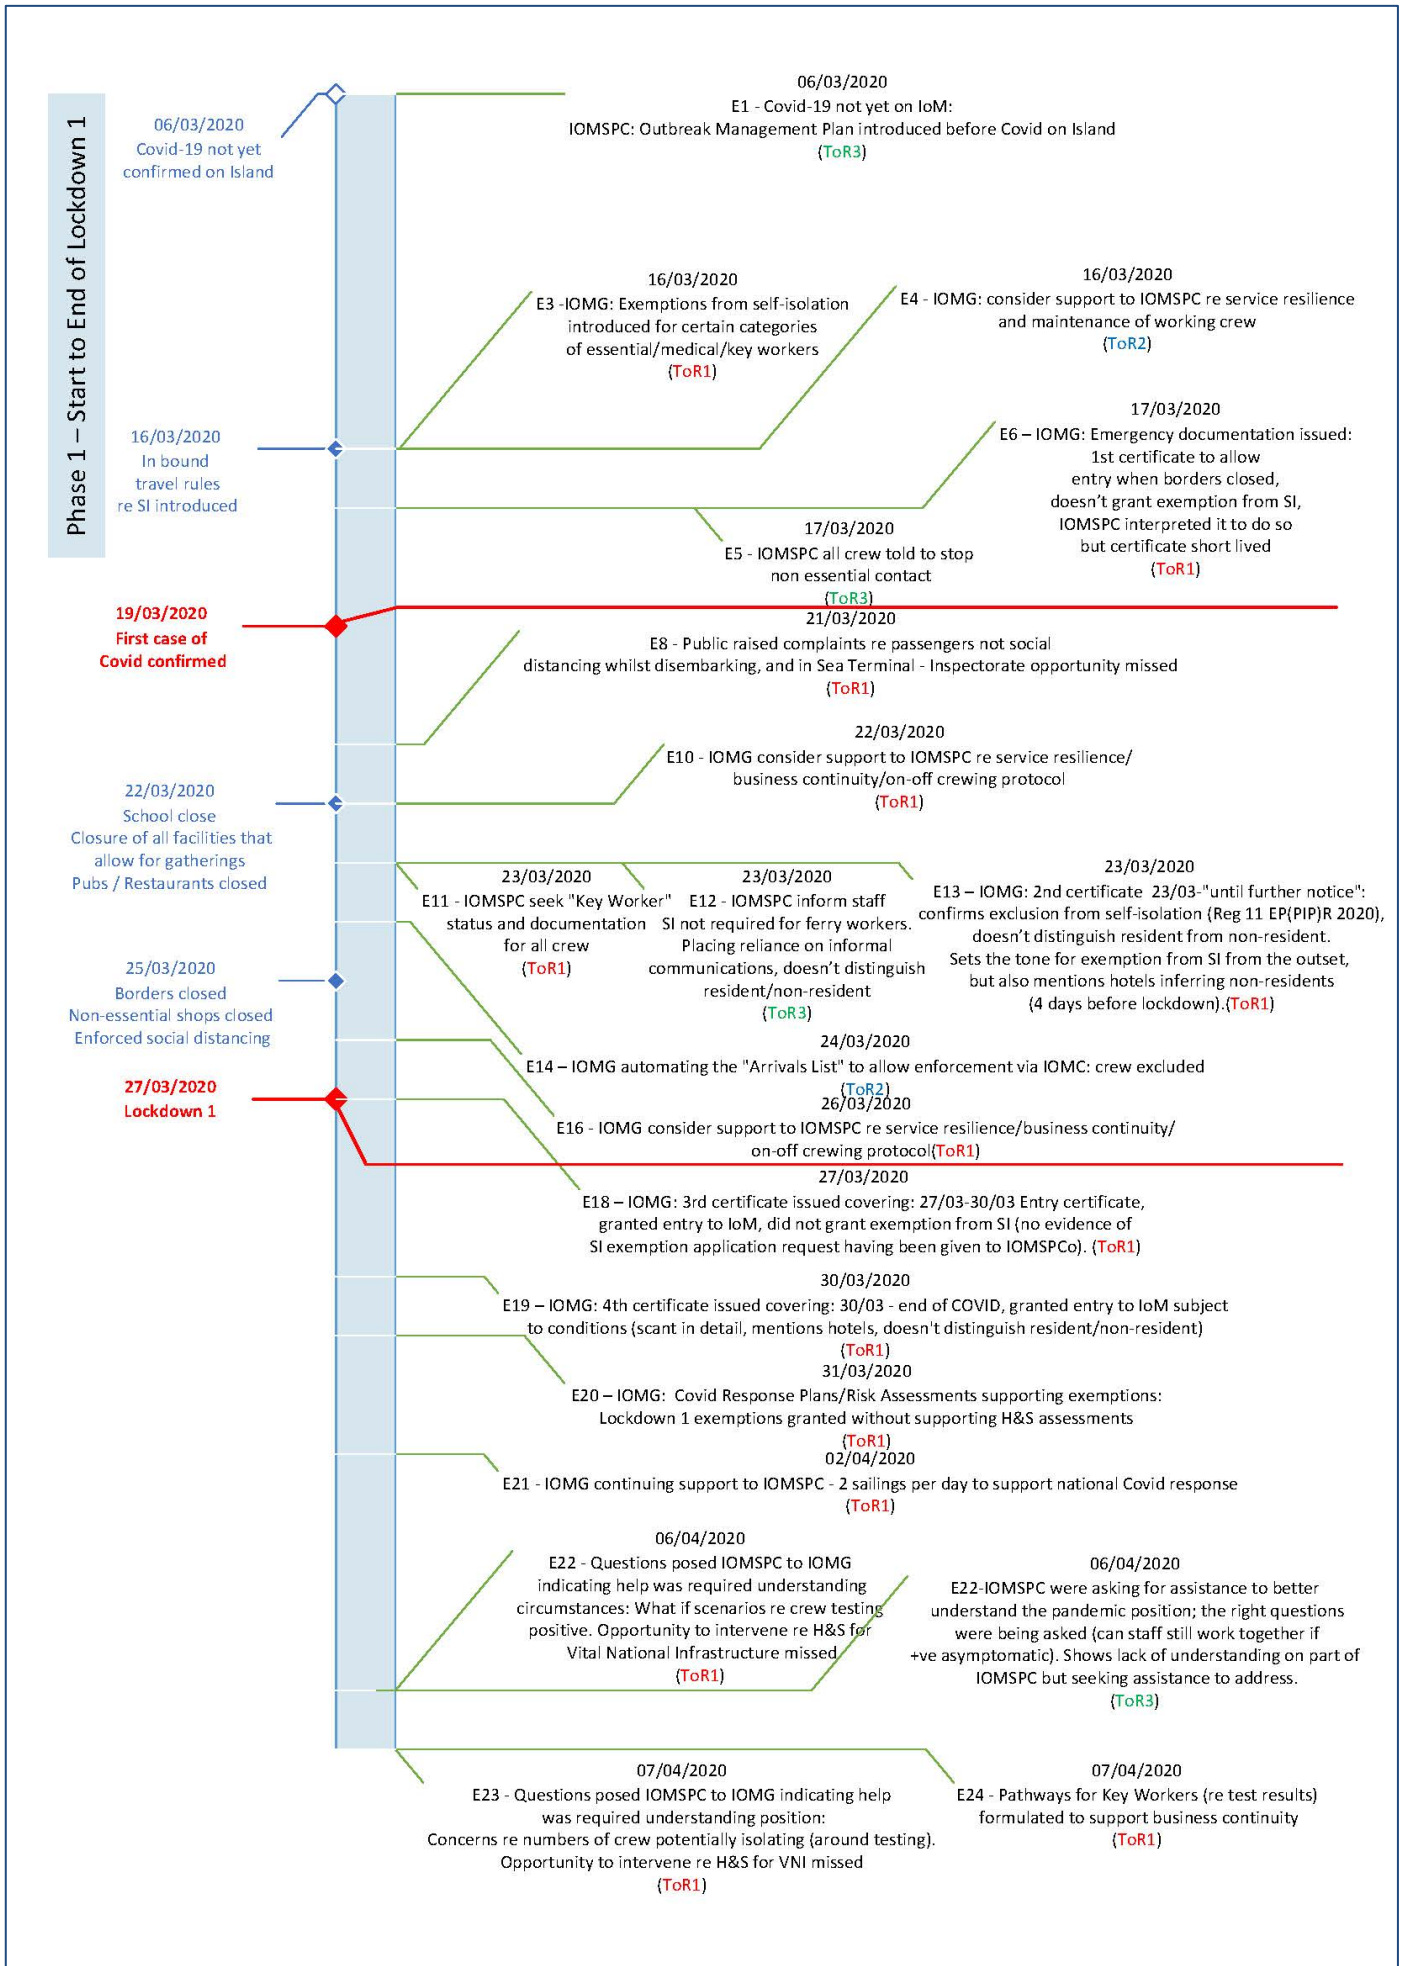 Phase 1 – Start to End of Lockdown 1
06/03/2020
Covid-19 not yet
confirmed on Island
06/03/2020
E1 - Covid-19 not yet on IoM:
IOMSPC: Outbreak Management Plan introduced before Covid on Island
(ToR3)
16/03/2020
In bound
travel rules
re SI introduced
16/03/2020
E3 -IOMG: Exemptions from self-isolation
introduced for certain categories
of essential/medical/key workers
(ToR1)
16/03/2020
E4 - IOMG: consider support to IOMSPC re service resilience
and maintenance of working crew
(ToR2)
17/03/2020
E6 – IOMG: Emergency documentation issued:
1st certificate to allow
entry when borders closed,
doesn't grant exemption from SI,
IOMSPC interpreted it to do so
but certificate short lived
(ToR1)
17/03/2020
E5 - IOMSPC all crew told to stop
non essential contact
(ToR3)
19/03/2020
First case of
Covid confirmed
21/03/2020
E8 - Public raised complaints re passengers not social
distancing whilst disembarking, and in Sea Terminal - Inspectorate opportunity missed
(ToR1)
22/03/2020
E10 - IOMG consider support to IOMSPC re service resilience/
business continuity/on-off crewing protocol
(ToR1)
22/03/2020
School close
Closure of all facilities that
allow for gatherings
Pubs / Restaurants closed
23/03/2020
E11 - IOMSPC seek "Key Worker"
status and documentation
for all crew
(ToR1)
23/03/2020
E12 - IOMSPC inform staff
SI not required for ferry workers.
Placing reliance on informal
communications, doesn't distinguish
resident/non-resident
(ToR3)
23/03/2020
E13 – IOMG: 2nd certificate 23/03-"until further notice":
confirms exclusion from self-isolation (Reg 11 EP(PIP)R 2020),
doesn't distinguish resident from non-resident.
Sets the tone for exemption from SI from the outset,
but also mentions hotels inferring non-residents
(4 days before lockdown).(ToR1)
25/03/2020
Borders closed
Non-essential shops closed
Enforced social distancing
24/03/2020
E14 – IOMG automating the "Arrivals List" to allow enforcement via IOMC: crew excluded
(ToR2)
27/03/2020
Lockdown 1
26/03/2020
E16 - IOMG consider support to IOMSPC re service resilience/business continuity/
on-off crewing protocol(ToR1)
27/03/2020
E18 – IOMG: 3rd certificate issued covering: 27/03-30/03 Entry certificate,
granted entry to IoM, did not grant exemption from SI (no evidence of
SI exemption application request having been given to IOMSPCo). (ToR1)
30/03/2020
E19 – IOMG: 4th certificate issued covering: 30/03 - end of COVID, granted entry to IoM subject
to conditions (scant in detail, mentions hotels, doesn't distinguish resident/non-resident)
(ToR1)
31/03/2020
E20 – IOMG: Covid Response Plans/Risk Assessments supporting exemptions:
Lockdown 1 exemptions granted without supporting H&S assessments
(ToR1)
02/04/2020
E21 - IOMG continuing support to IOMSPC - 2 sailings per day to support national Covid response
(ToR1)
06/04/2020
E22 - Questions posed IOMSPC to IOMG
indicating help was required understanding
circumstances: What if scenarios re crew testing
positive. Opportunity to intervene re H&S for
Vital National Infrastructure missed
(ToR1)
06/04/2020
E22-IOMSPC were asking for assistance to better
understand the pandemic position; the right questions
were being asked (can staff still work together if
+ve asymptomatic). Shows lack of understanding on part of
IOMSPC but seeking assistance to address.
(ToR3)
07/04/2020
E23 - Questions posed IOMSPC to IOMG indicating help
was required understanding position:
Concerns re numbers of crew potentially isolating (around testing).
Opportunity to intervene re H&S for VNI missed
(ToR1)
07/04/2020
E24 - Pathways for Key Workers (re test results)
formulated to support business continuity
(ToR1)